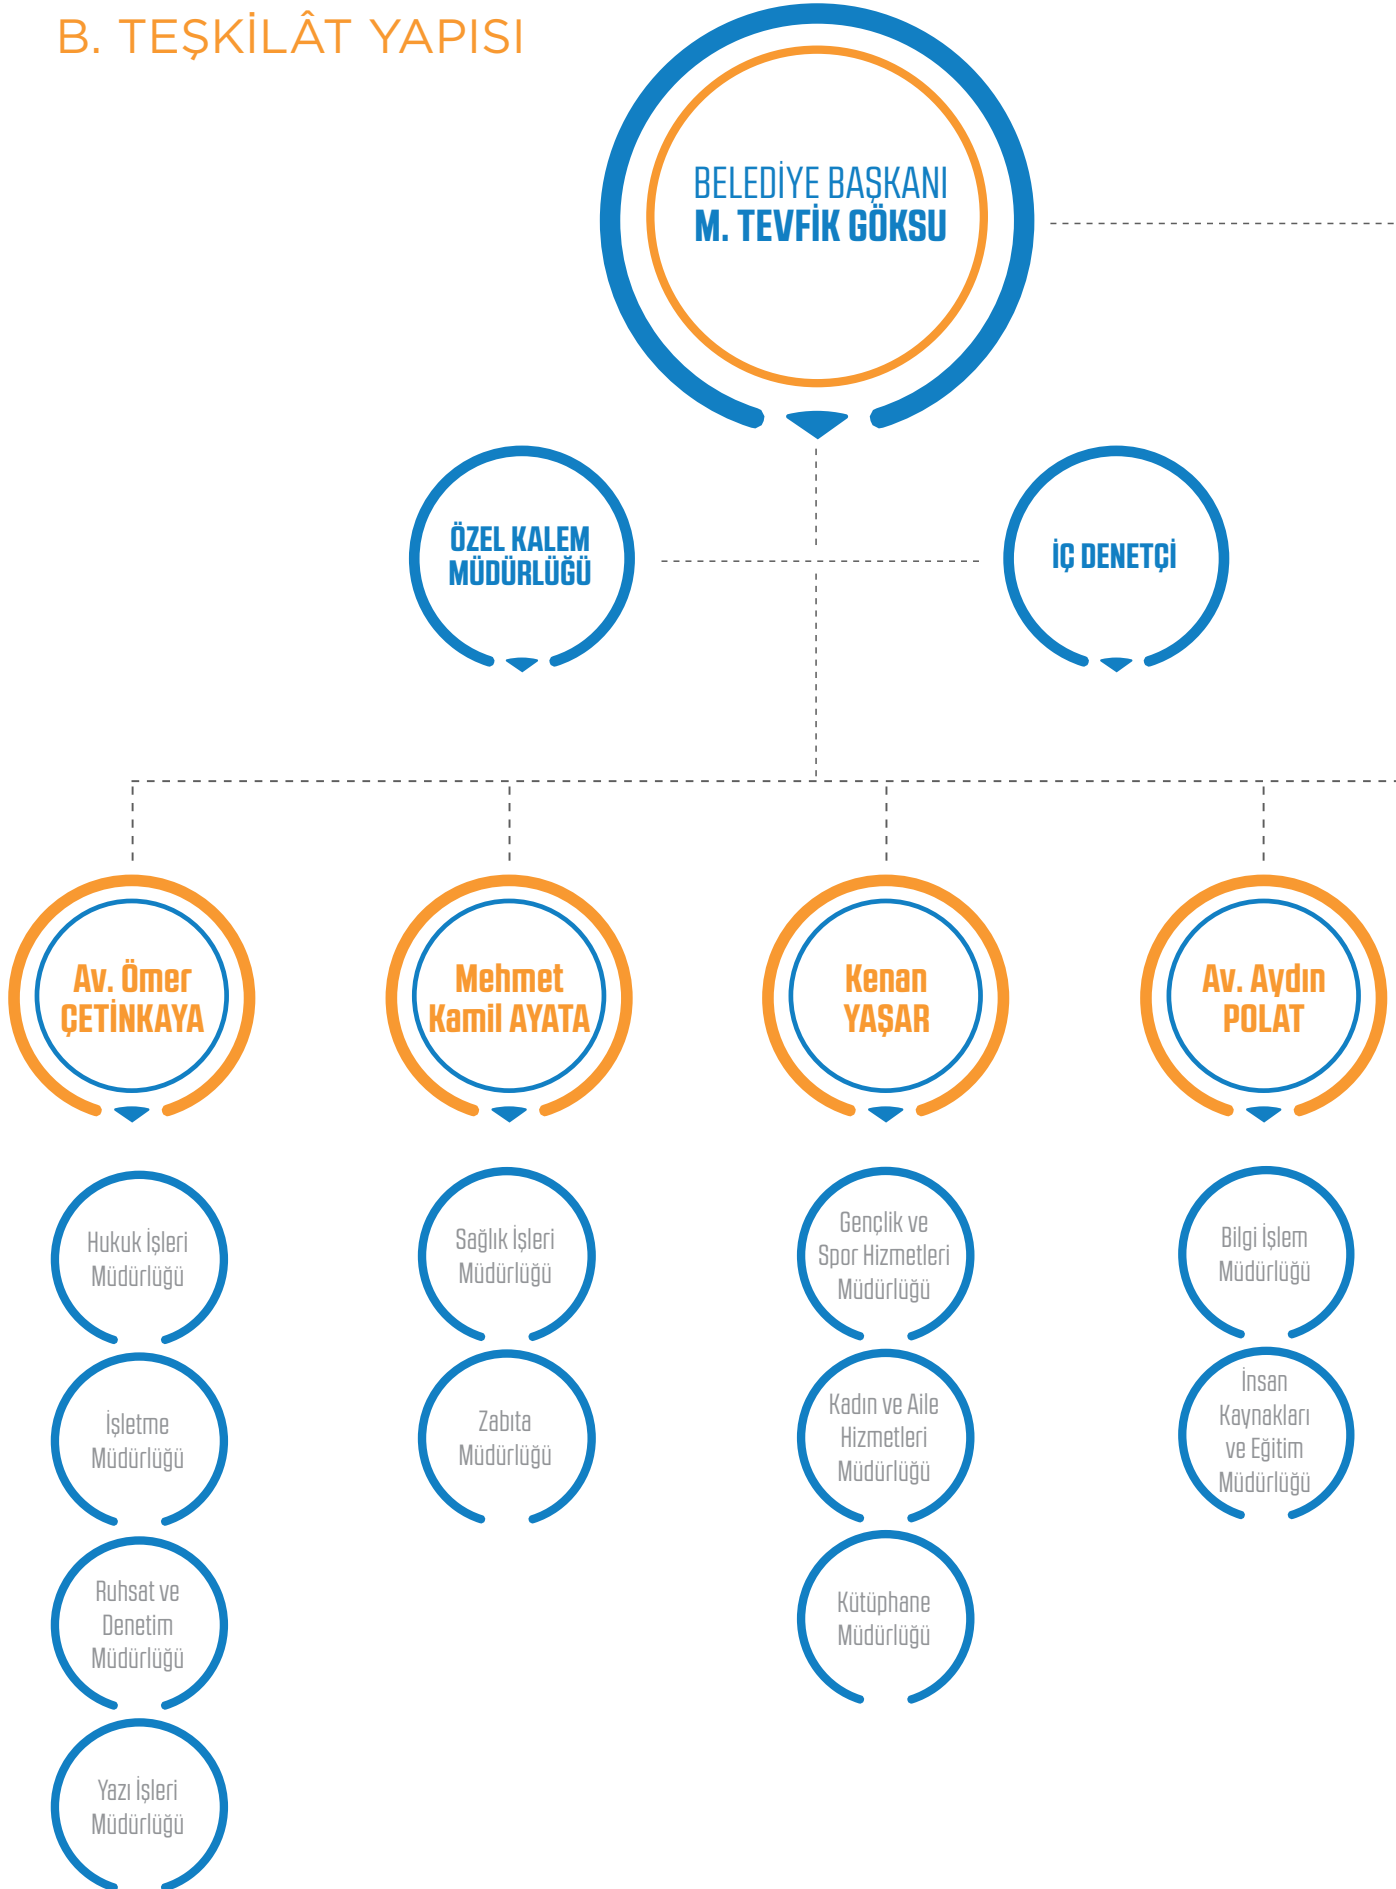 B. TEŞKİLÂT YAPISI
BELEDİYE BAŞKANI
M. TEVFİK GÖKSU
ÖZEL KALEM
MÜDÜRLÜĞÜ
İÇ DENETÇİ
Av. Ömer
ÇETİNKAYA
Mehmet
Kamil AYATA
Kenan
YAŞAR
Av. Aydın
POLAT
Hukuk İşleri
Müdürlüğü
İşletme
Müdürlüğü
Ruhsat ve
Denetim
Müdürlüğü
Yazı İşleri
Müdürlüğü
Sağlık İşleri
Müdürlüğü
Zabıta
Müdürlüğü
Gençlik ve
Spor Hizmetleri
Müdürlüğü
Kadın ve Aile
Hizmetleri
Müdürlüğü
Kütüphane
Müdürlüğü
Bilgi İşlem
Müdürlüğü
İnsan
Kaynakları
ve Eğitim
Müdürlüğü